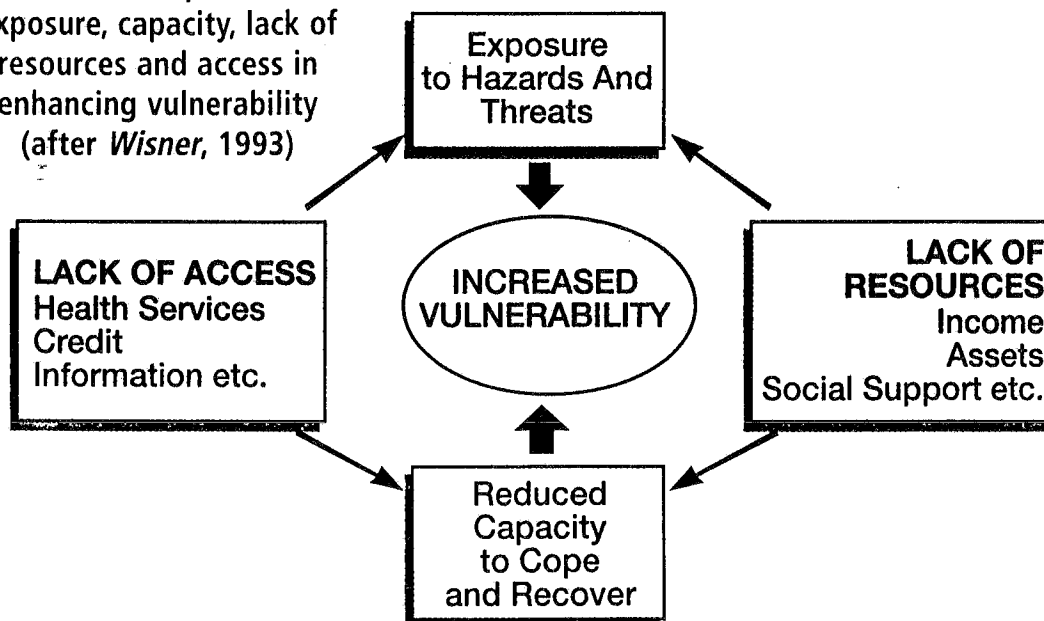 exposure, capacity, lack of
resources and access in
enhancing vulnerability
(after Wisner, 1993)
Exposure
to Hazards And
Threats
LACK OF ACCESS
Health Services
Credit
Information etc.
INCREASED
VULNERABILITY
LACK OF
RESOURCES
Income
Assets
Social Support etc.
Reduced
Capacity
to Cope
and Recover